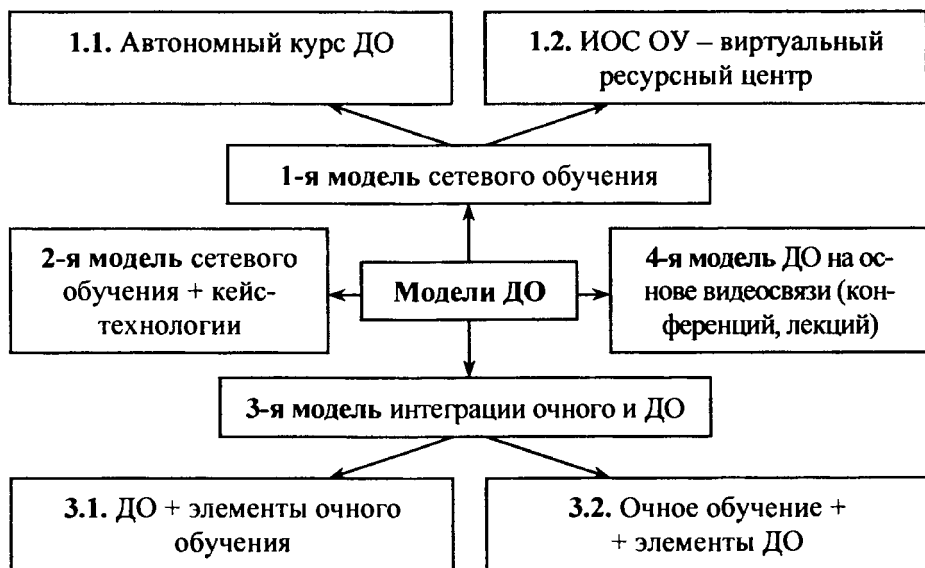 1.1. Автономный курс ДО
1.2. ИОС ОУ – виртуальный
ресурсный центр
1-я модель сетевого обучения
2-я модель сетевого
обучения + кейс-
технологии
Модели ДО
4-я модель ДО на ос-
нове видеосвязи (кон-
ференций, лекций)
3-я модель интеграции очного и ДО
3.1. ДО + элементы очного
обучения
3.2. Очное обучение +
+ элементы ДО